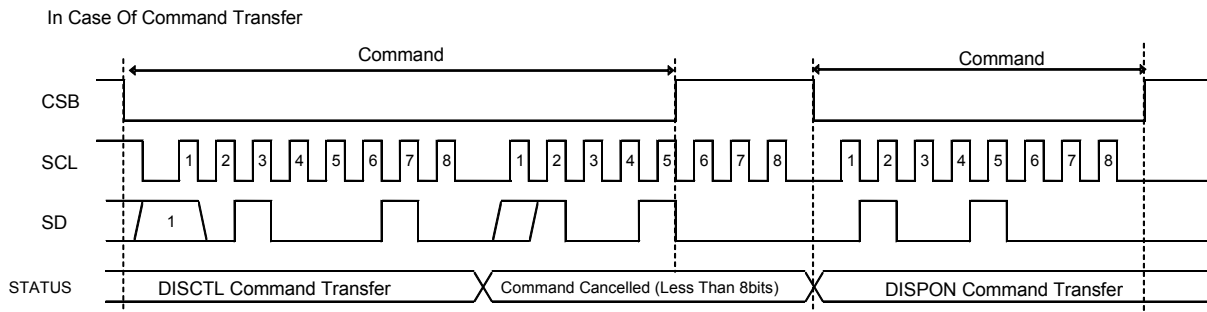 In Case Of Command Transfer
Command Command
CSB
SCL 1 2 3 4 5 6 7 8 1 2 3 4 5 6 7 8 1 2 3 4 5 6 7 8
SD 1
STATUS DISCTL Command Transfer Command Cancelled (Less Than 8bits) DISPON Command Transfer